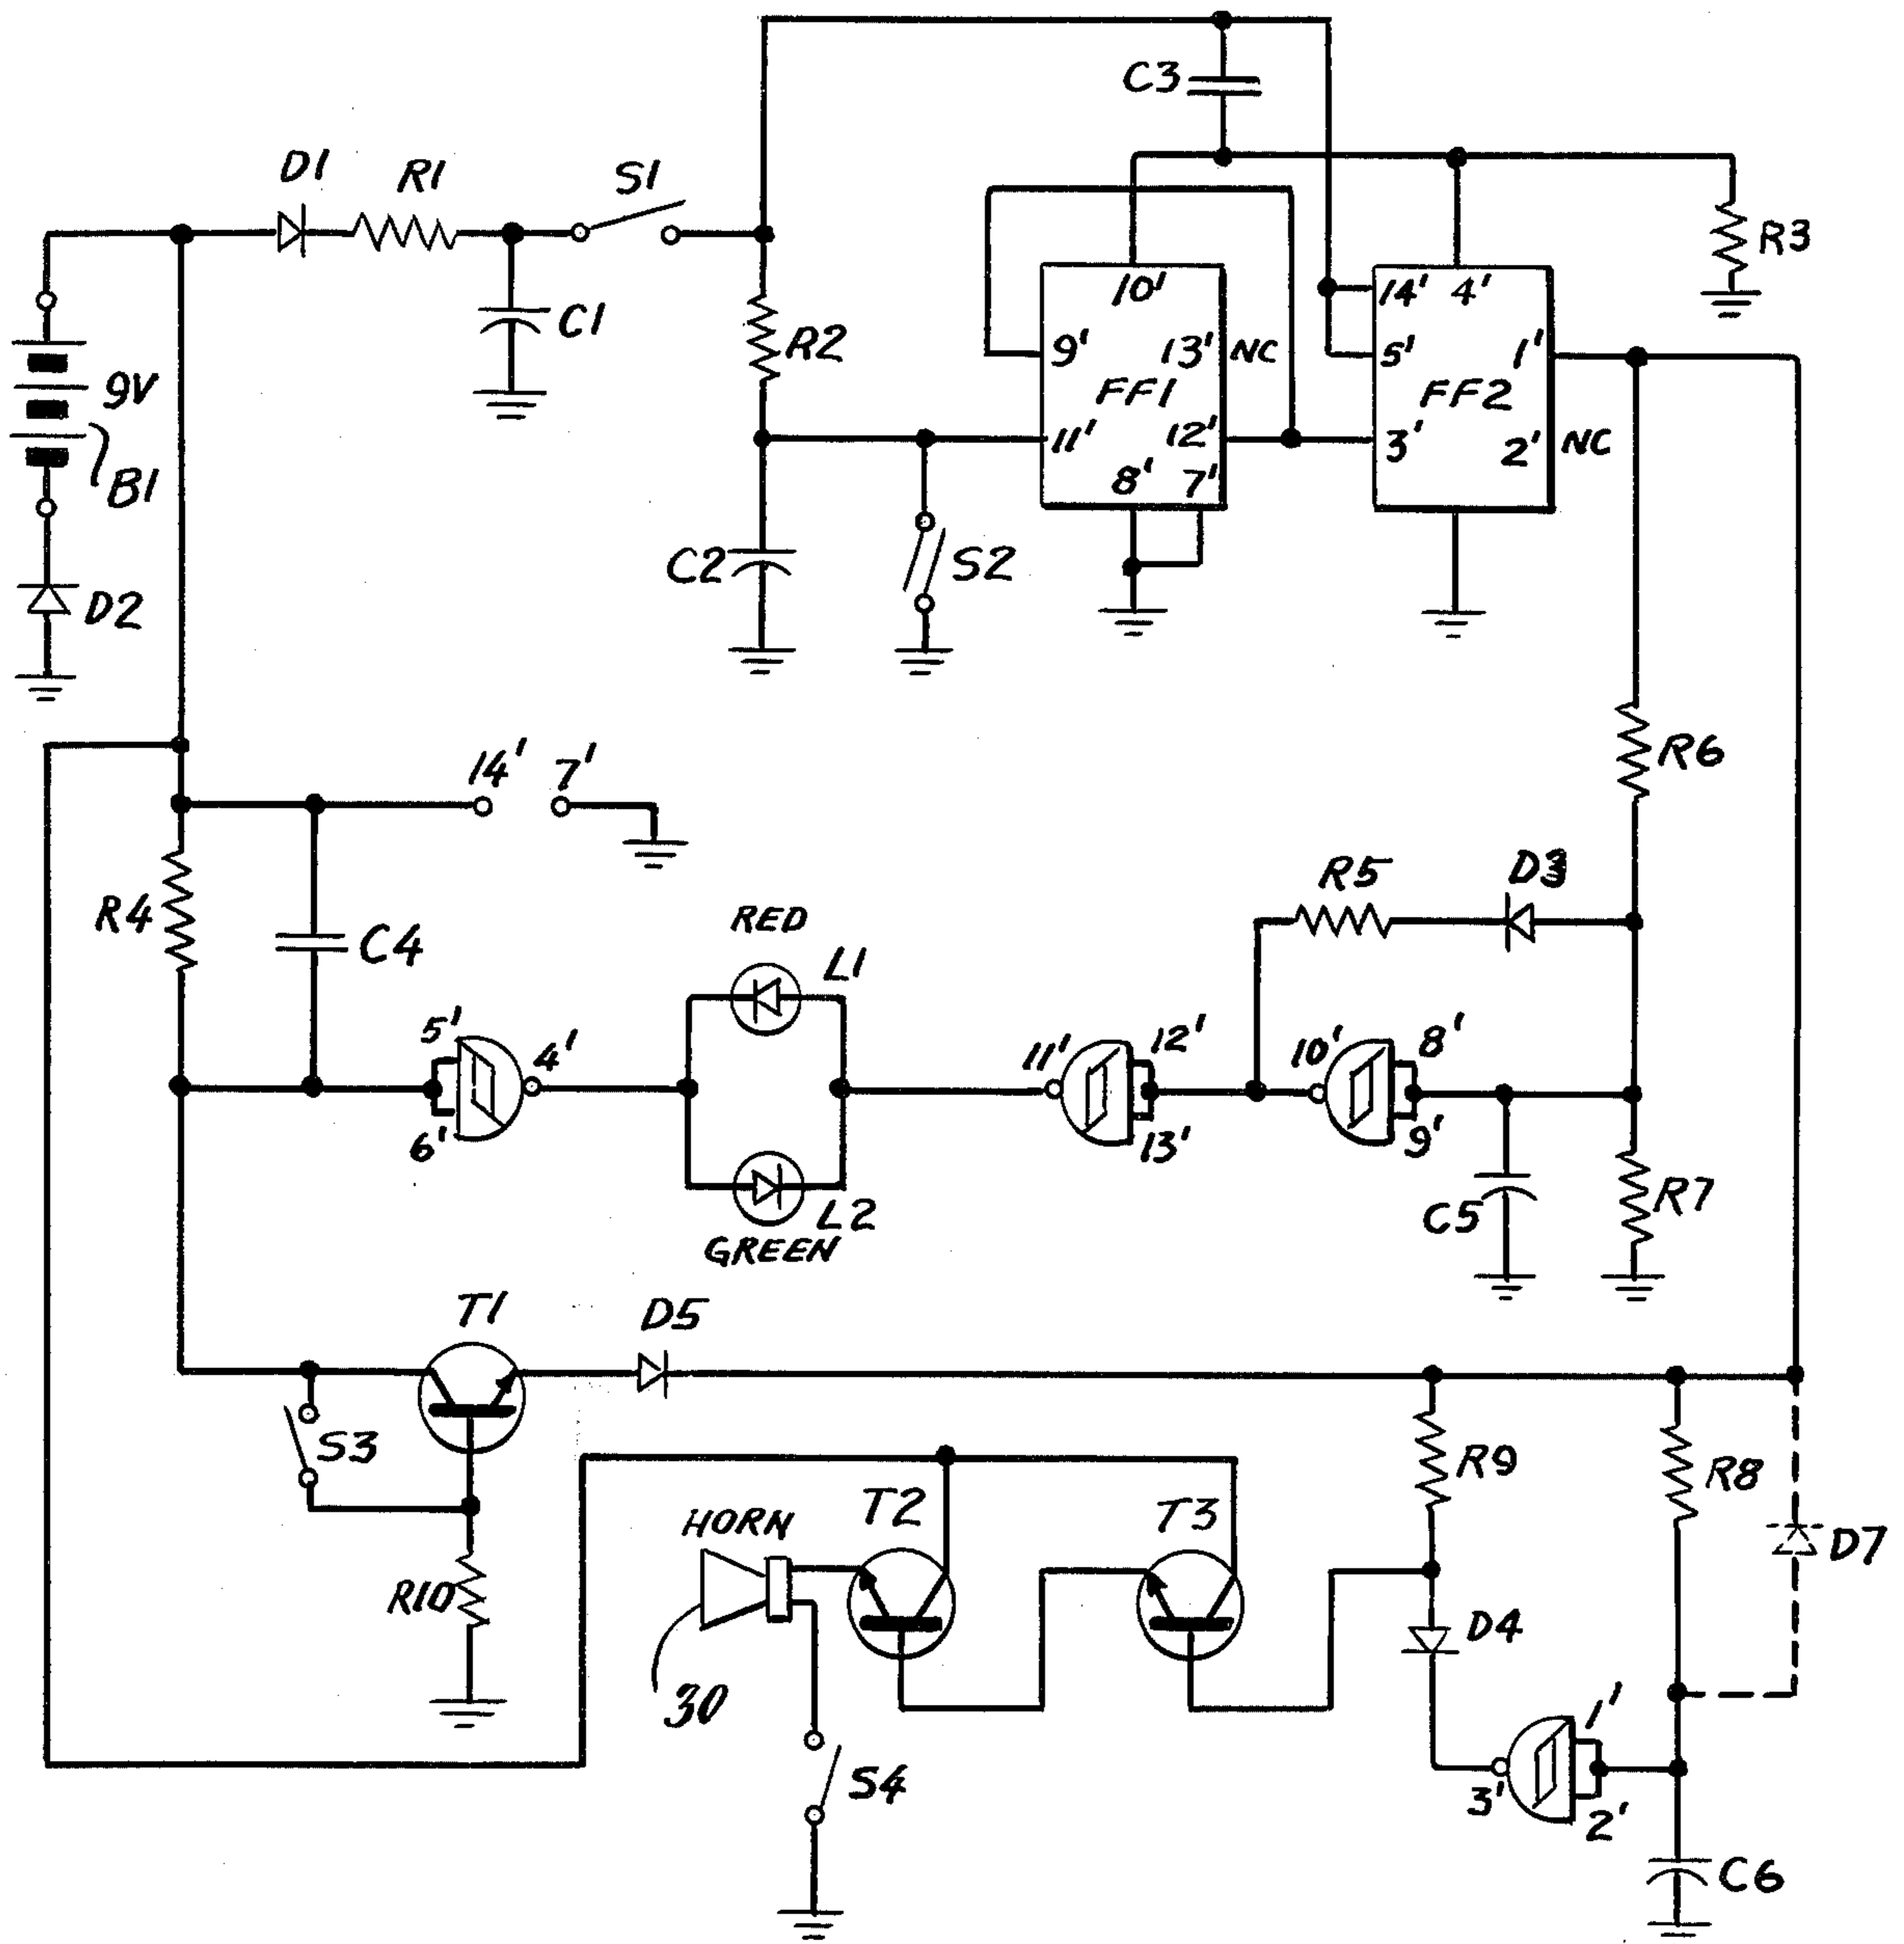 C3
D1
R1
S1
R3
10'
14'
4'
C1
R2
9'
13'
NC
5'
1'
9V
FF1
FF2
11'
12'
3'
2'
NC
8'
7'
B1
C2
S2
D2
R6
14'
7'
R5
D3
R4
C4
RED
L1
5'
4'
11'
12'
10'
8'
6'
13'
9'
L2
GREEN
C5
R7
T1
D5
S3
R9
R8
HORN
T2
T3
D7
R10
D4
30
1'
S4
3'
2'
C6